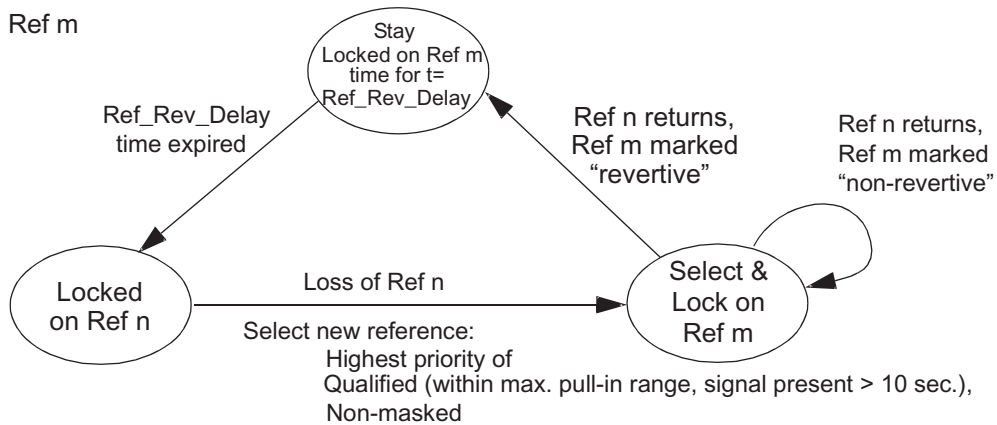 Ref m
Stay
Locked on Ref m
time for t=
Ref_Rev_Delay
Ref_Rev_Delay
time expired
Ref n returns,
Ref m marked
“revertive”
Ref n returns,
Ref m marked
“non-revertive”
Locked
on Ref n
Loss of Ref n
Select &
Lock on
Ref m
Select new reference:
Highest priority of
Qualified (within max. pull-in range, signal present > 10 sec.),
Non-masked